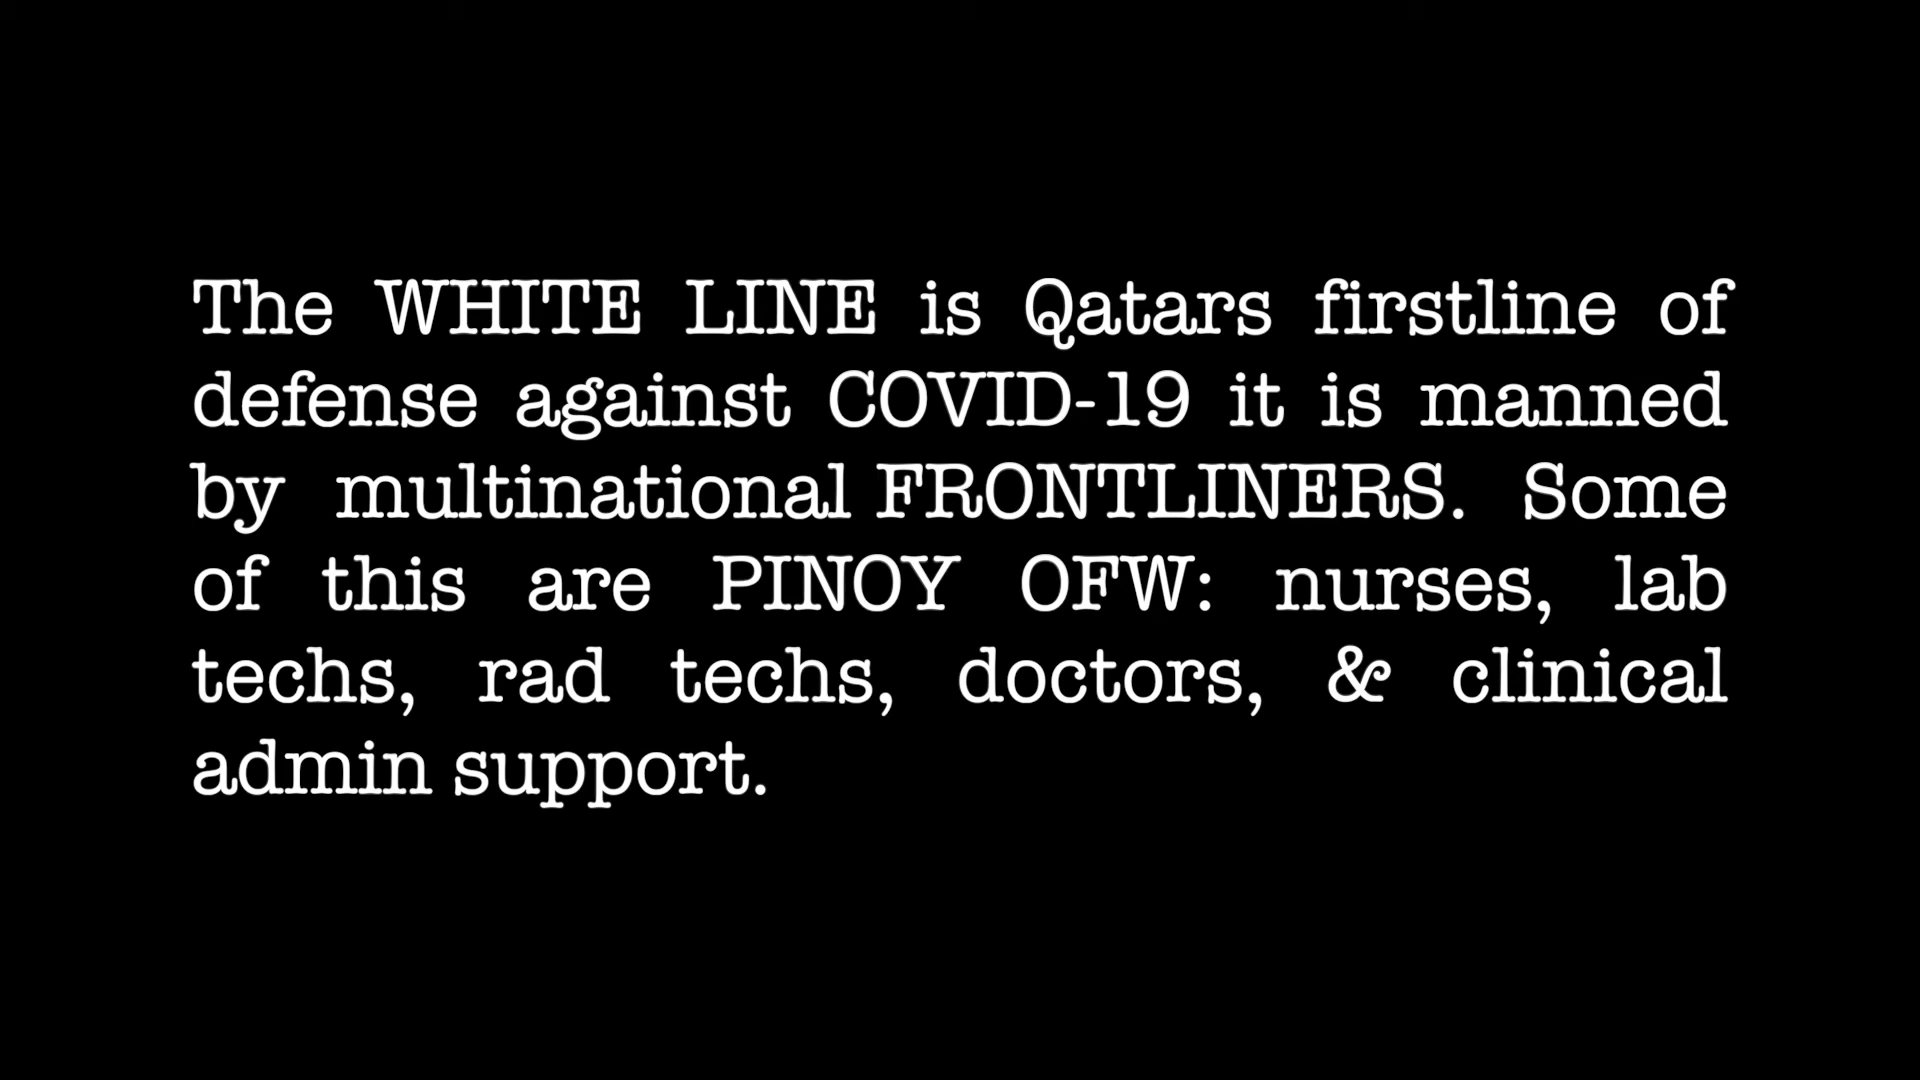 The WHITE LINE is Qatars firstline of
defense against COVID-19 it is manned
by multinational FRONTLINERS. Some
of this are PINOY OFW: nurses, lab
techs, rad techs, doctors, & clinical
admin support.